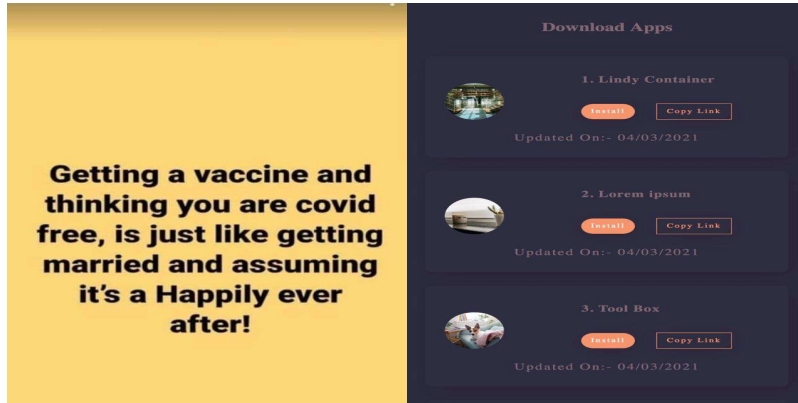 Getting a vaccine and
thinking you are covid
free, is just like getting
married and assuming
it's a Happily ever
after!
Download Apps
1. Lindy Container
Install Copy Link
Updated On:- 04/03/2021
2. Lorem ipsum
Install Copy Link
Updated On:- 04/03/2021
3. Tool Box
Install Copy Link
Updated On:- 04/03/2021